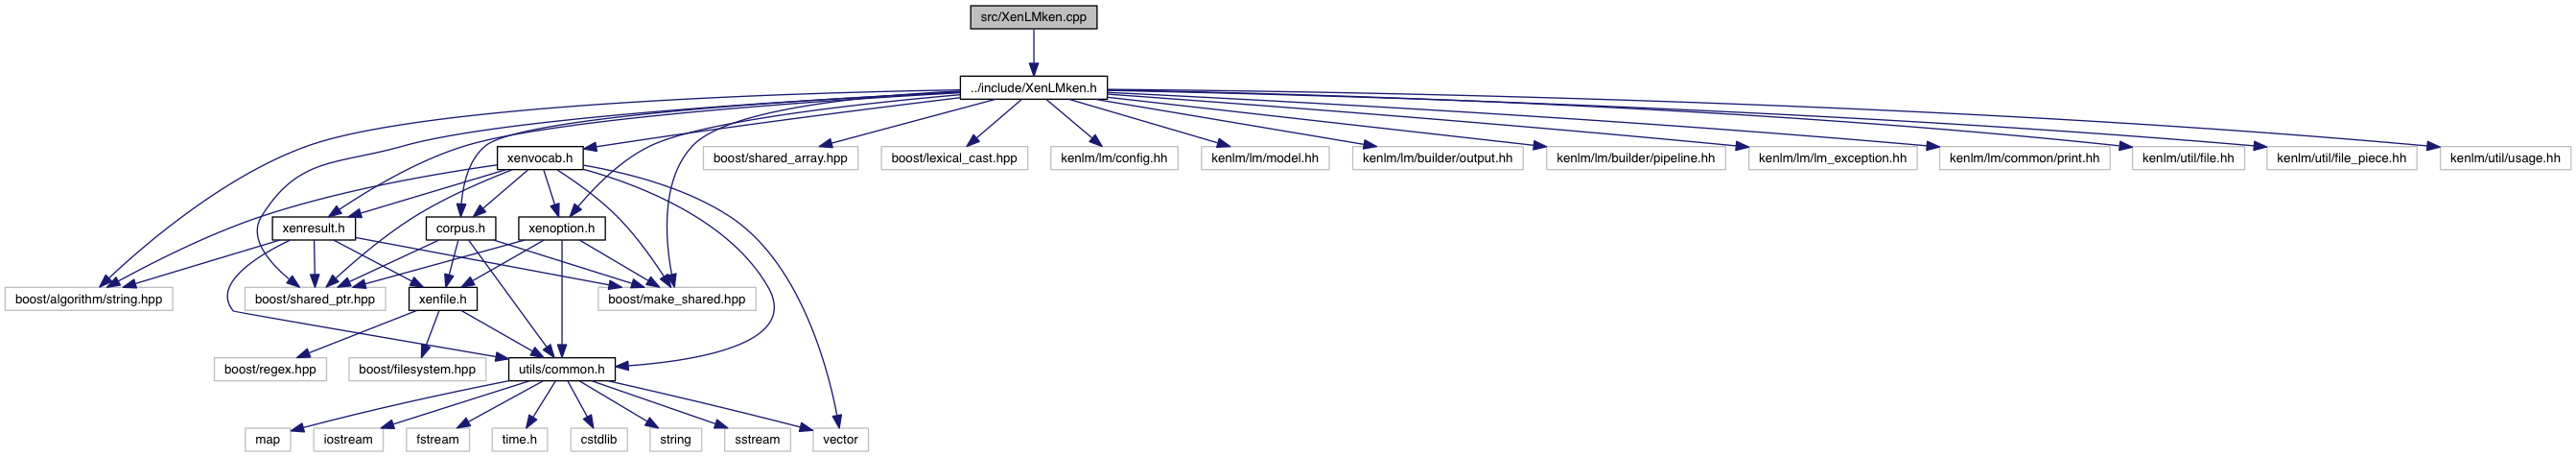 src/XenLMken.cpp
../include/XenLMken.h
xenvocab.h
boost/shared_array.hpp
boost/lexical_cast.hpp
kenlm/lm/config.hh
kenlm/lm/model.hh
kenlm/lm/builder/output.hh
kenlm/lm/builder/pipeline.hh
kenlm/lm/lm_exception.hh
kenlm/lm/common/print.hh
kenlm/util/file.hh
kenlm/util/file_piece.hh
kenlm/util/usage.hh
xenresult.h
corpus.h
xenoption.h
boost/algorithm/string.hpp
boost/shared_ptr.hpp
xenfile.h
boost/make_shared.hpp
boost/regex.hpp
boost/filesystem.hpp
utils/common.h
map
iostream
fstream
time.h
cstdlib
string
sstream
vector